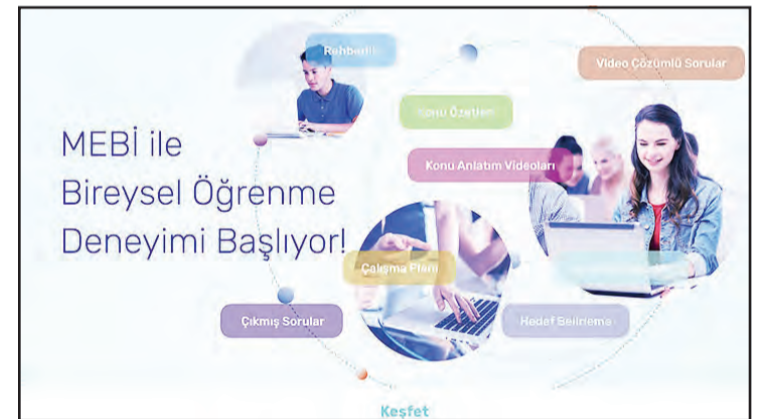 Rehberlik
Video Çözümlü Sorular
Konu Özetleri
Konu Anlatım Videoları
MEBİ ile
Bireysel Öğrenme
Deneyimi Başlıyor!
Çalışma Planı
Çıkmış Sorular
Hedef Belirleme
Keşfet